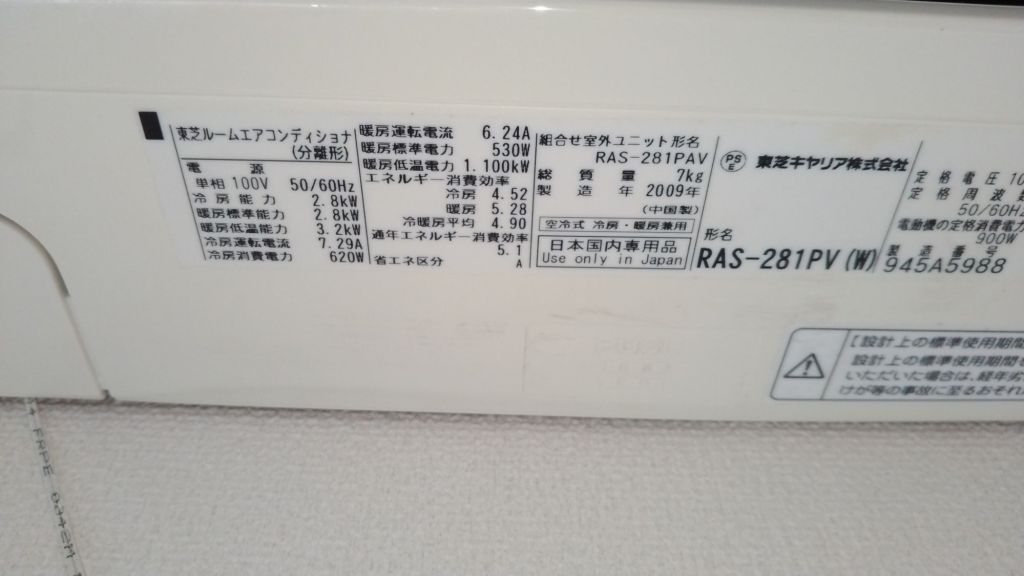 東芝ルームエアコンディショナ
(分離形)
電源
単相 100V 50/60Hz
冷房能力 2.8kW
暖房標準能力 2.8kW
暖房低温能力 3.2kW
冷房運転電流 7.29A
冷房消費電力 620W
暖房運転電流 6.24A
暖房標準電力 530W
暖房低温電力 1.100kW
エネルギー消費効率
冷房 4.52
暖房 5.28
冷暖房平均 4.90
通年エネルギー消費効率
5.1
省エネ区分 A
組合せ室外ユニット形名
RAS-281PAV
総質量 7kg
製造年 2009年
(中国製)
空冷式 冷房・暖房兼用
日本国内専用品
Use only in Japan
PSE 東芝キヤリア株式会社
形名
RAS-281PV(W)
定格電圧 10
定格周波数
50/60Hz
電動機の定格消費電力
900W
製造番号
945A5988
[設計上の標準使用期間
設計上の標準使用期間を
いただいた場合は、経年劣
けが等の事故に至るおそれ